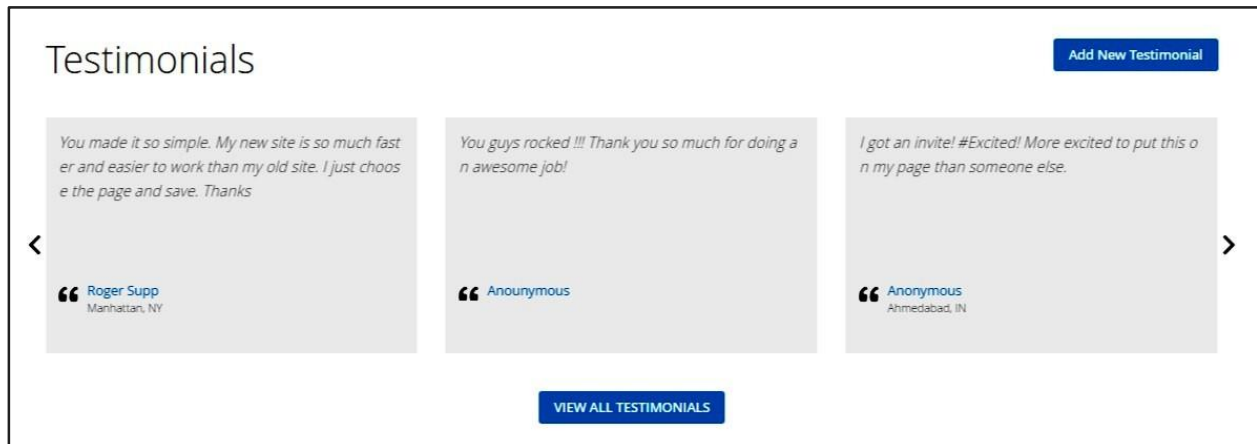 Testimonials
Add New Testimonial
You made it so simple. My new site is so much fast
er and easier to work than my old site. I just choos
e the page and save. Thanks
Roger Supp
Manhattan, NY
You guys rocked !!! Thank you so much for doing a
n awesome job!
Anounymous
I got an invite! #Excited! More excited to put this o
n my page than someone else.
Anonymous
Ahmedabad, IN
VIEW ALL TESTIMONIALS